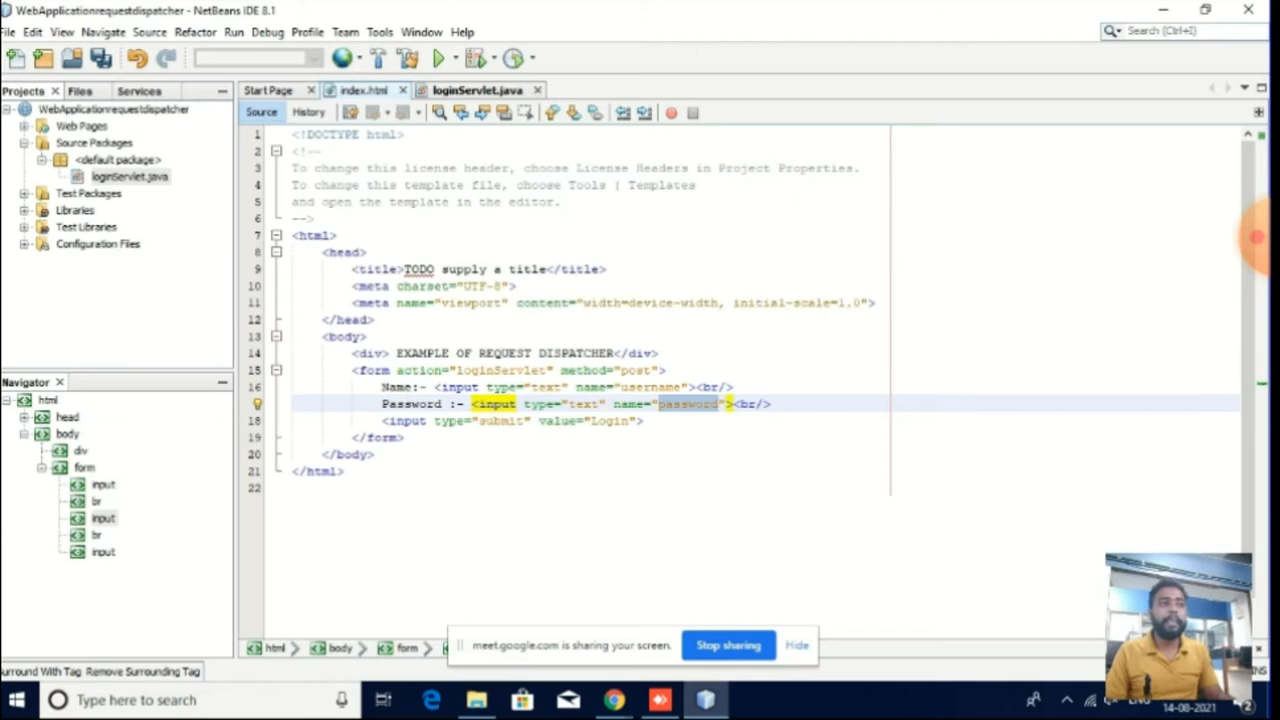 WebApplicationrequestdispatcher - NetBeans IDE 8.1
File Edit View Navigate Source Refactor Run Debug Profile Team Tools Window Help
Search (Ctrl+I)
Projects Files Services
Start Page index.html loginServlet.java
WebApplicationrequestdispatcher
Web Pages
Source Packages
<default package>
loginServlet.java
Test Packages
Libraries
Test Libraries
Configuration Files
Source History
1 <!DOCTYPE html>
2 <!--
3 To change this license header, choose License Headers in Project Properties.
4 To change this template file, choose Tools | Templates
5 and open the template in the editor.
6 -->
7 <html>
8 <head>
9 <title>TODO supply a title</title>
10 <meta charset="UTF-8">
11 <meta name="viewport" content="width=device-width, initial-scale=1.0">
12 </head>
13 <body>
14 <div> EXAMPLE OF REQUEST DISPATCHER</div>
15 <form action="loginServlet" method="post">
16 Name:- <input type="text" name="username"><br/>
Password :- <input type="text" name="password"><br/>
18 <input type="submit" value="Login">
19 </form>
20 </body>
21 </html>
22
Navigator
html
head
body
div
form
input
br
input
br
input
html body form
meet.google.com is sharing your screen. Stop sharing Hide
urround With Tag Remove Surrounding Tag
Type here to search
ENG
14-08-2021
2